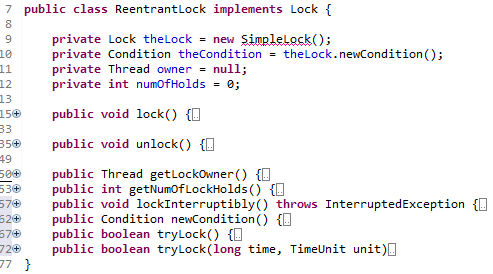 7 public class ReentrantLock implements Lock {
8
9 private Lock theLock = new SimpleLock();
10 private Condition theCondition = theLock.newCondition();
11 private Thread owner = null;
12 private int numOfHolds = 0;
13
15 public void lock() {
33
35 public void unlock() {
49
50 public Thread getLockOwner() {
53 public int getNumOfLockHolds() {
57 public void lockInterruptibly() throws InterruptedException {
62 public Condition newCondition() {
67 public boolean tryLock() {
72 public boolean tryLock(long time, TimeUnit unit)
77 }